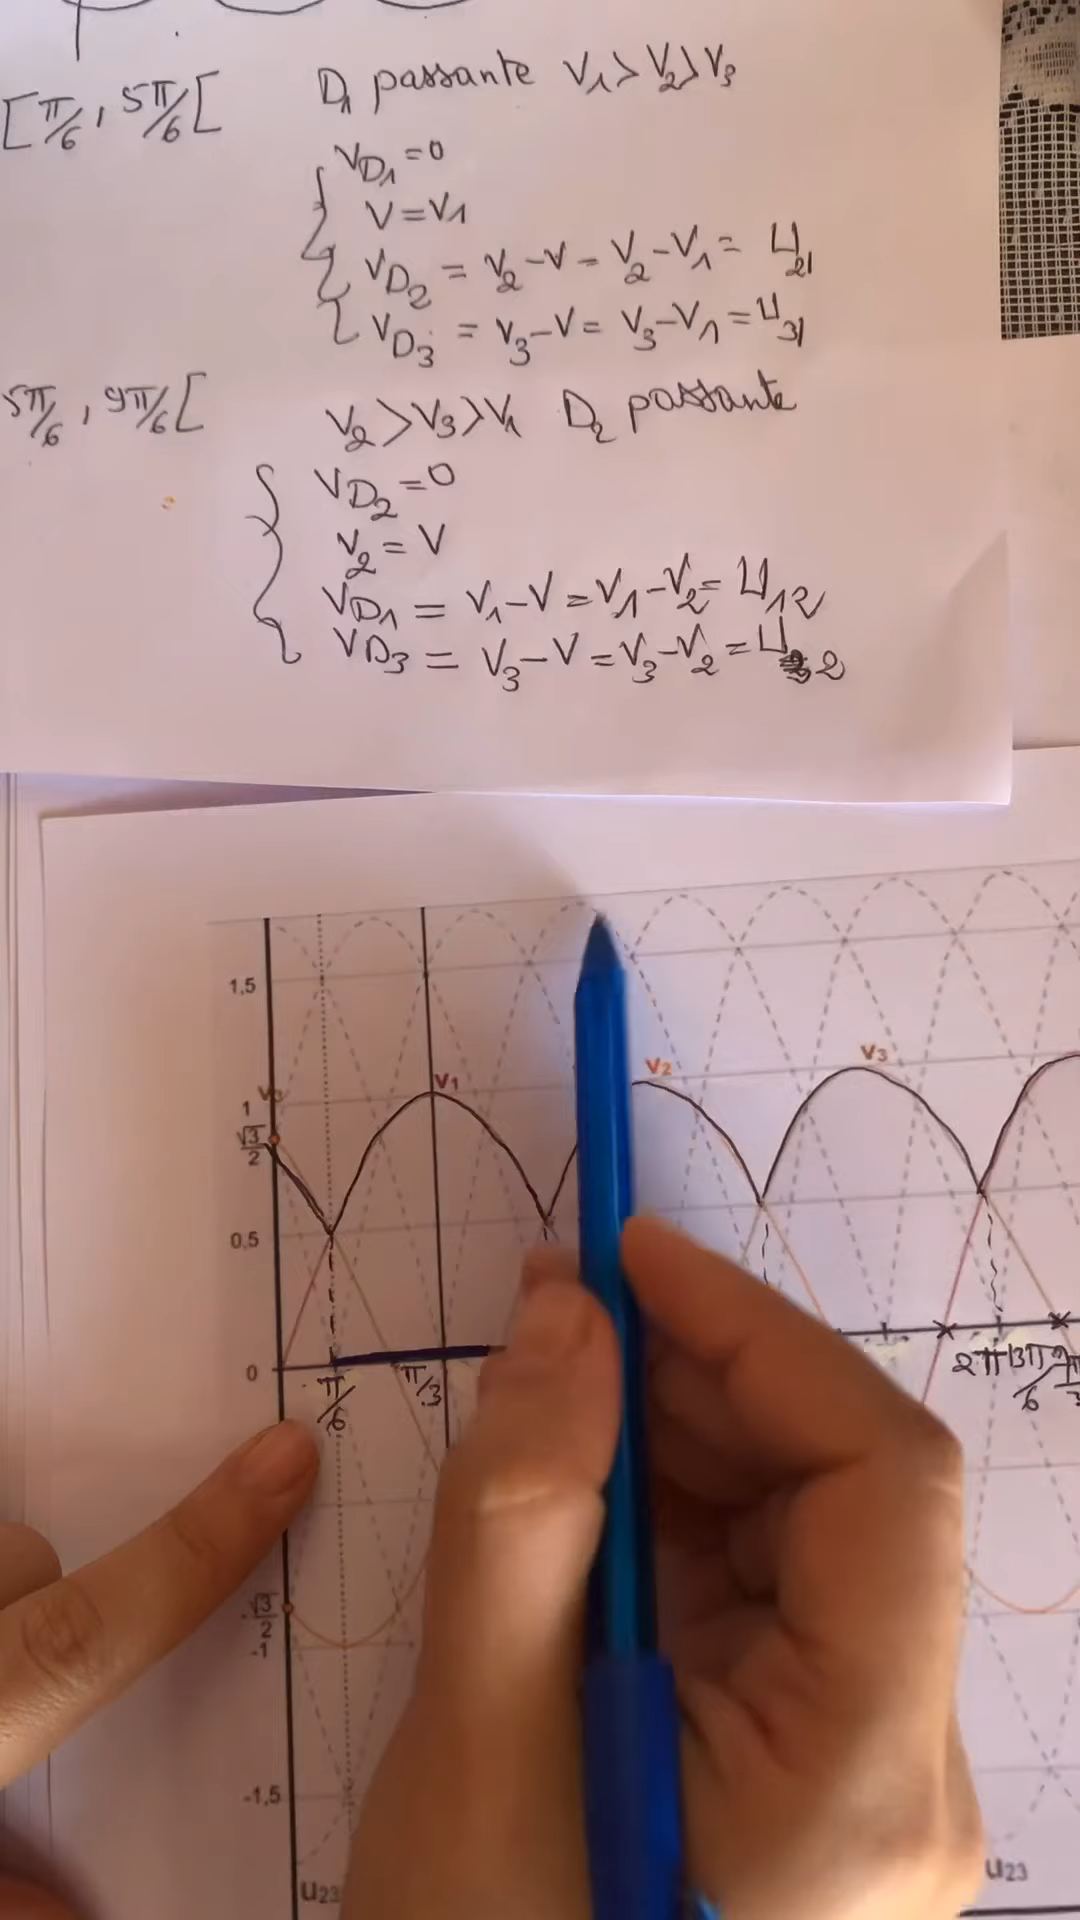 [π/6, 5π/6[ D1 passante V1>V2>V3
VD1 = 0
V = V1
VD2 = V2-V = V2-V1 = U21
VD3 = V3-V = V3-V1 = U31
5π/6, 9π/6[ V2>V3>V1 D2 passante
VD2 = 0
V2 = V
VD1 = V1-V = V1-V2 = U12
VD3 = V3-V = V3-V2 = U32
1,5
V2
V3
V1
1
√3/2
0,5
0
π/6
π/3
2π
13π/6
-√3/2
-1
-1,5
U23
U23